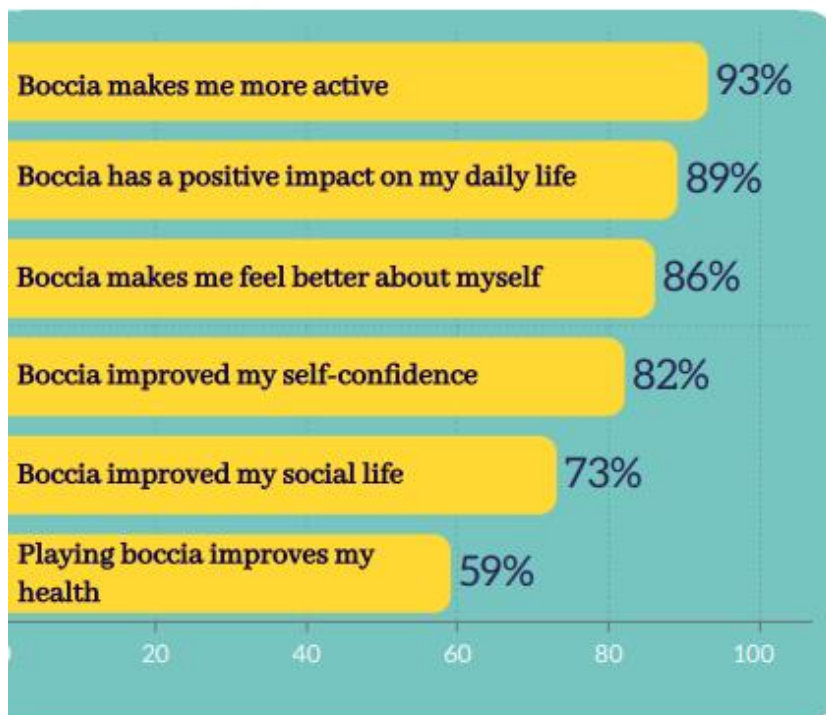 Boccia makes me more active
93%
Boccia has a positive impact on my daily life
89%
Boccia makes me feel better about myself
86%
Boccia improved my self-confidence
82%
Boccia improved my social life
73%
Playing boccia improves my
health
59%
20 40 60 80 100